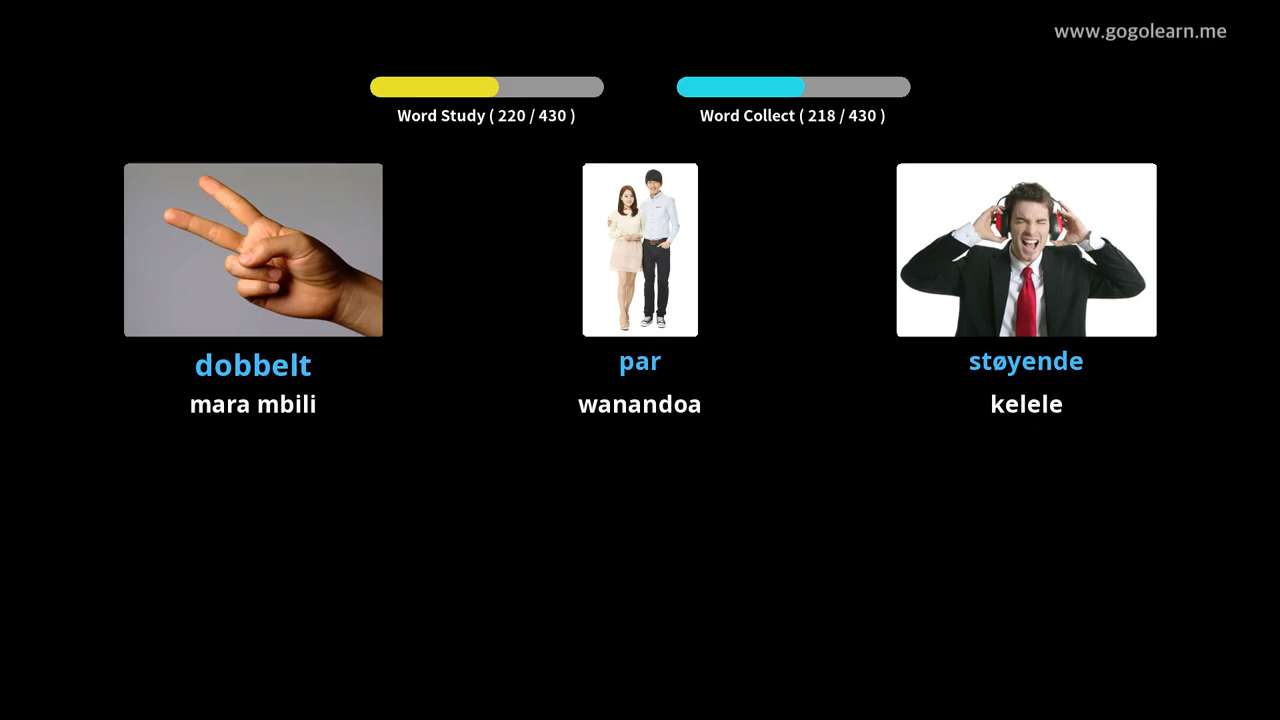 www.gogolearn.me
Word Study ( 220 / 430 )
Word Collect ( 218 / 430 )
dobbelt
par
støyende
mara mbili
wanandoa
kelele